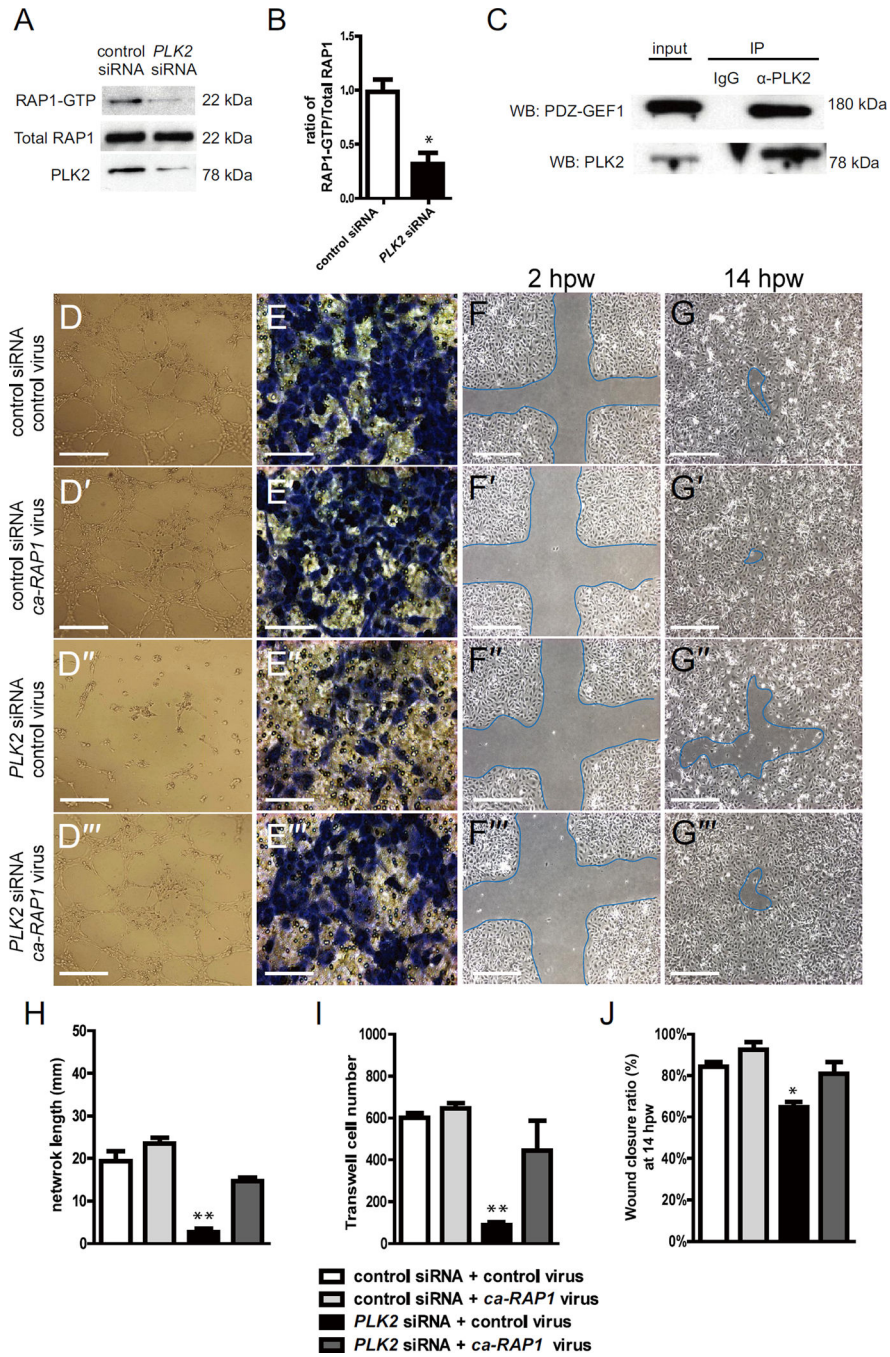 A
control
siRNA
PLK2
siRNA
RAP1-GTP
22 kDa
Total RAP1
22 kDa
PLK2
78 kDa
B
ratio of
RAP1-GTP/Total RAP1
1.5
1.0
0.5
0.0
*
control siRNA
PLK2 siRNA
C
input
IP
IgG
α-PLK2
WB: PDZ-GEF1
180 kDa
WB: PLK2
78 kDa
2 hpw
14 hpw
control siRNA
control virus
D
E
F
G
control siRNA
ca-RAP1 virus
D'
E'
F'
G'
PLK2 siRNA
control virus
D''
E''
F''
G''
PLK2 siRNA
ca-RAP1 virus
D'''
E'''
F'''
G'''
H
netwrok length (mm)
50
40
30
20
10
0
**
I
Transwell cell number
1000
800
600
400
200
0
**
J
Wound closure ratio (%)
at 14 hpw
100%
80%
60%
40%
20%
0%
*
control siRNA + control virus
control siRNA + ca-RAP1 virus
PLK2 siRNA + control virus
PLK2 siRNA + ca-RAP1 virus